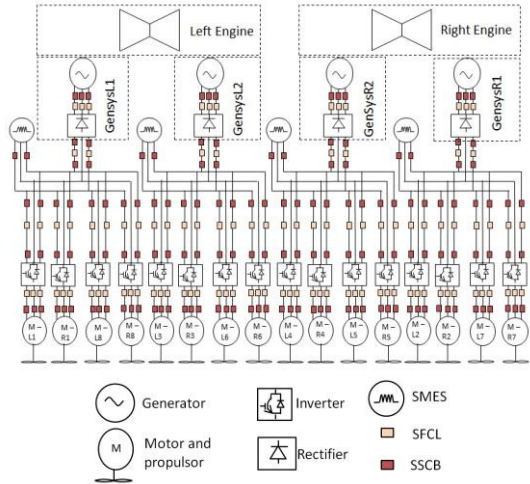 Left Engine
Right Engine
GensysL1
GensysL2
GenSysR2
GensysR1
M ~ L1
M ~ R1
M ~ L8
M ~ R8
M ~ L3
M ~ R3
M ~ L6
M ~ R6
M ~ L4
M ~ R4
M ~ L5
M ~ R5
M ~ L2
M ~ R2
M ~ L7
M ~ R7
Generator
Inverter
SMES
SFCL
M
Motor and
propulsor
Rectifier
SSCB